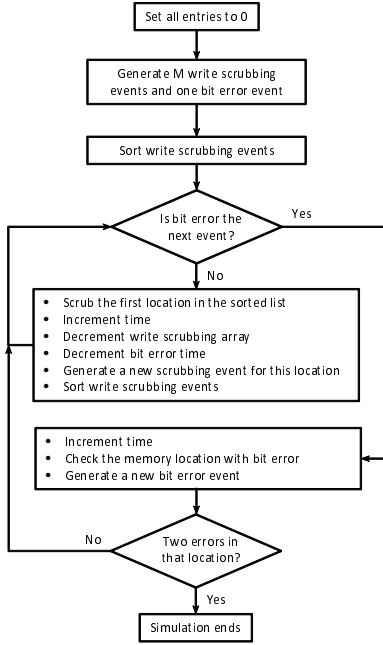 Set all entries to 0
Generate M write scrubbing
events and one bit error event
Sort write scrubbing events
Is bit error the
next event?
Yes
No
• Scrub the first location in the sorted list
• Increment time
• Decrement write scrubbing array
• Decrement bit error time
• Generate a new scrubbing event for this location
• Sort write scrubbing events
• Increment time
• Check the memory location with bit error
• Generate a new bit error event
No
Two errors in
that location?
Yes
Simulation ends